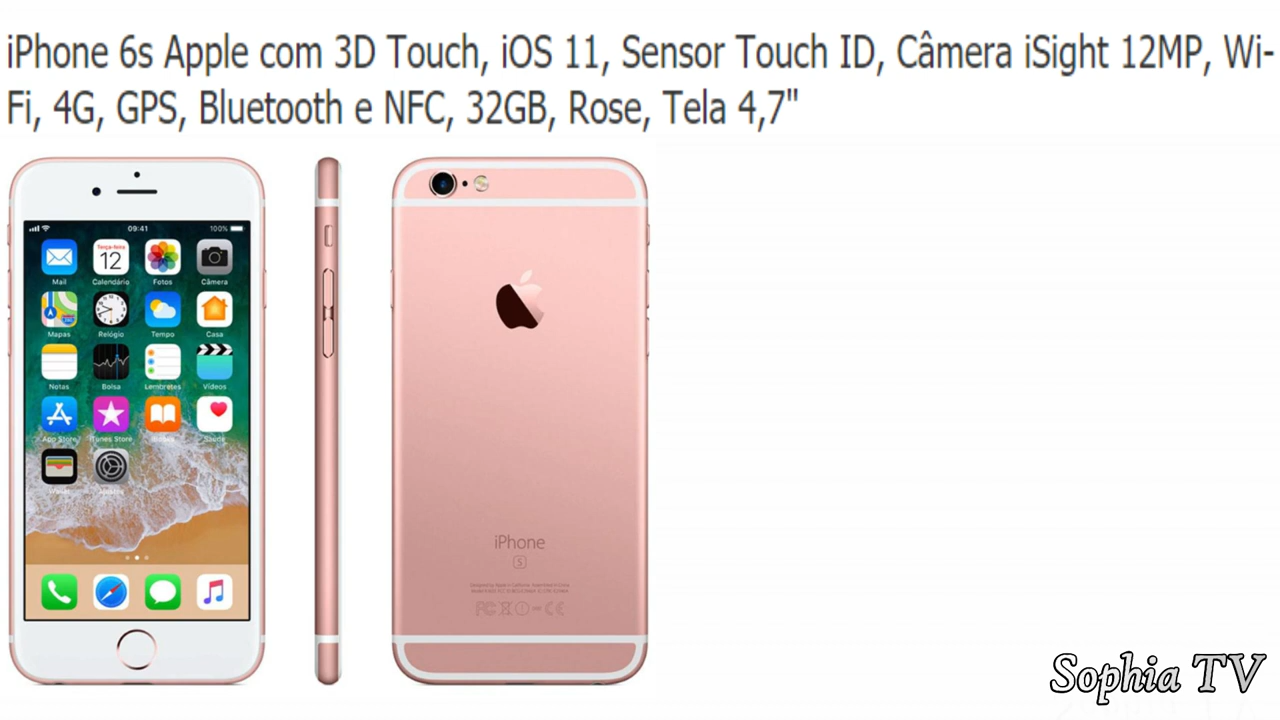 iPhone 6s Apple com 3D Touch, iOS 11, Sensor Touch ID, Câmera iSight 12MP, Wi-
Fi, 4G, GPS, Bluetooth e NFC, 32GB, Rose, Tela 4,7"
09:41 100%
Terça-feira
12
Mail Calendário Fotos Câmera
Mapas Relógio Tempo Casa
Notas Bolsa Lembretes Vídeos
App Store iTunes Store
iPhone
S
Sophia TV